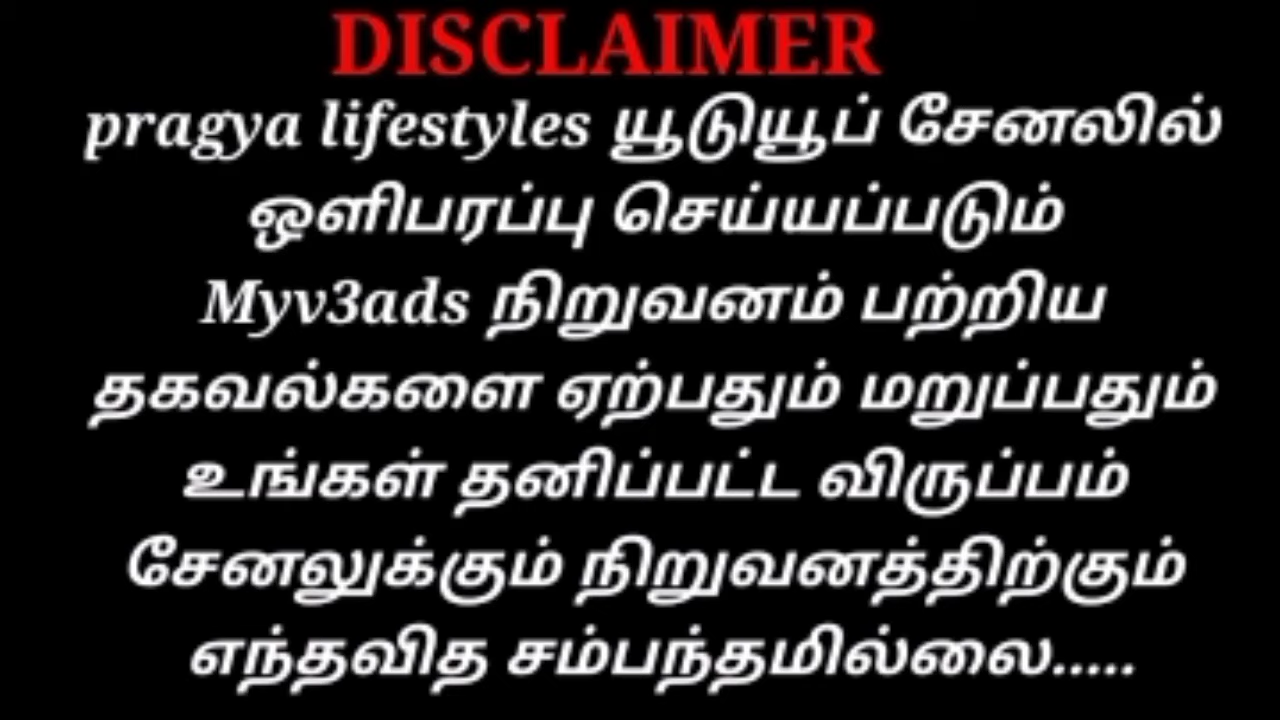 DISCLAIMER
pragya lifestyles யூடுயூப் சேனலில்
ஒளிபரப்பு செய்யப்படும்
Myv3ads நிறுவனம் பற்றிய
தகவல்களை ஏற்பதும் மறுப்பதும்
உங்கள் தனிப்பட்ட விருப்பம்
சேனலுக்கும் நிறுவனத்திற்கும்
எந்தவித சம்பந்தமில்லை.....